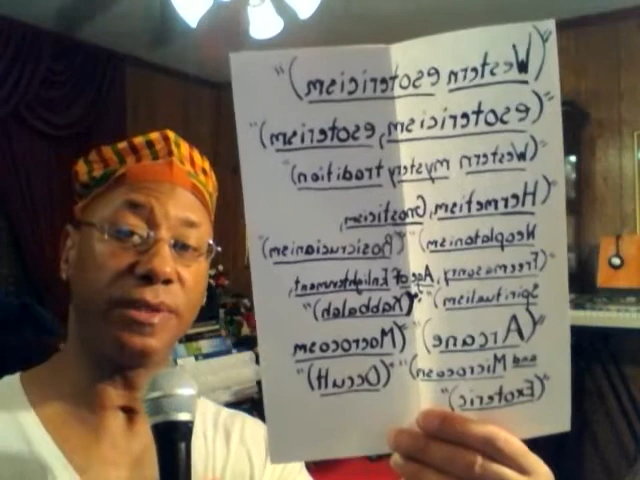 "(Western esotericism)"
"(esotericism, esoterism)"
"(Western mystery tradition)"
"(Hermetism, Gnosticism,
Neoplatonism)" "(Rosicrucianism)"
"(Freemasonry, Age of Enlightenment,
Spiritualism)" "(Kabbalah)"
"(Arcane)" "(Macrocosm
and Microcosm)" "(Occult)"
"(Exoteric)"